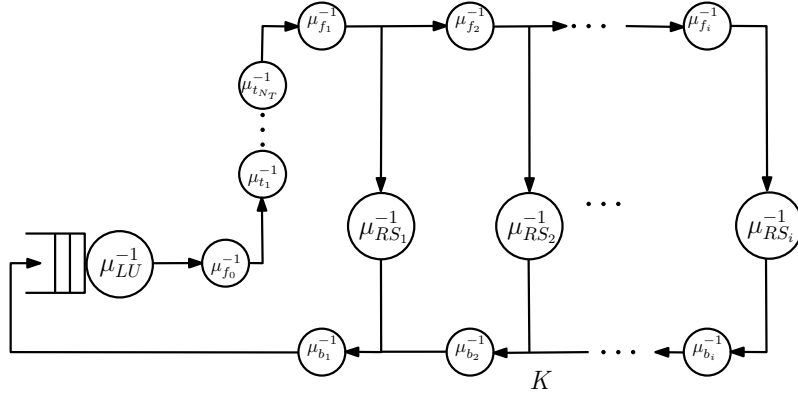 μ_{f_1}^{-1} μ_{f_2}^{-1} ··· μ_{f_i}^{-1}
μ_{t_{N_T}}^{-1}
⋮
μ_{t_1}^{-1}
μ_{RS_1}^{-1} μ_{RS_2}^{-1} ··· μ_{RS_i}^{-1}
μ_{LU}^{-1} μ_{f_0}^{-1}
μ_{b_1}^{-1} μ_{b_2}^{-1} ··· μ_{b_i}^{-1}
K